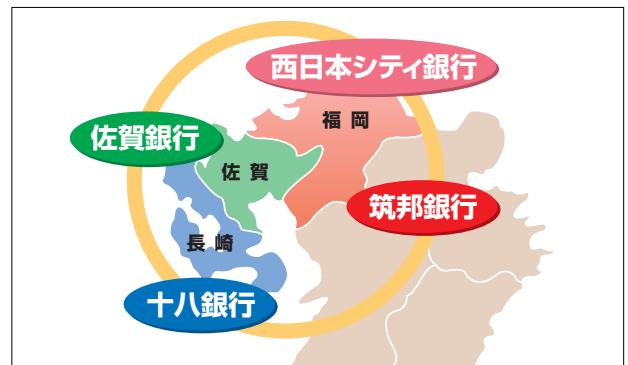 西日本シティ銀行
福岡
佐賀銀行
佐賀
筑邦銀行
長崎
十八銀行